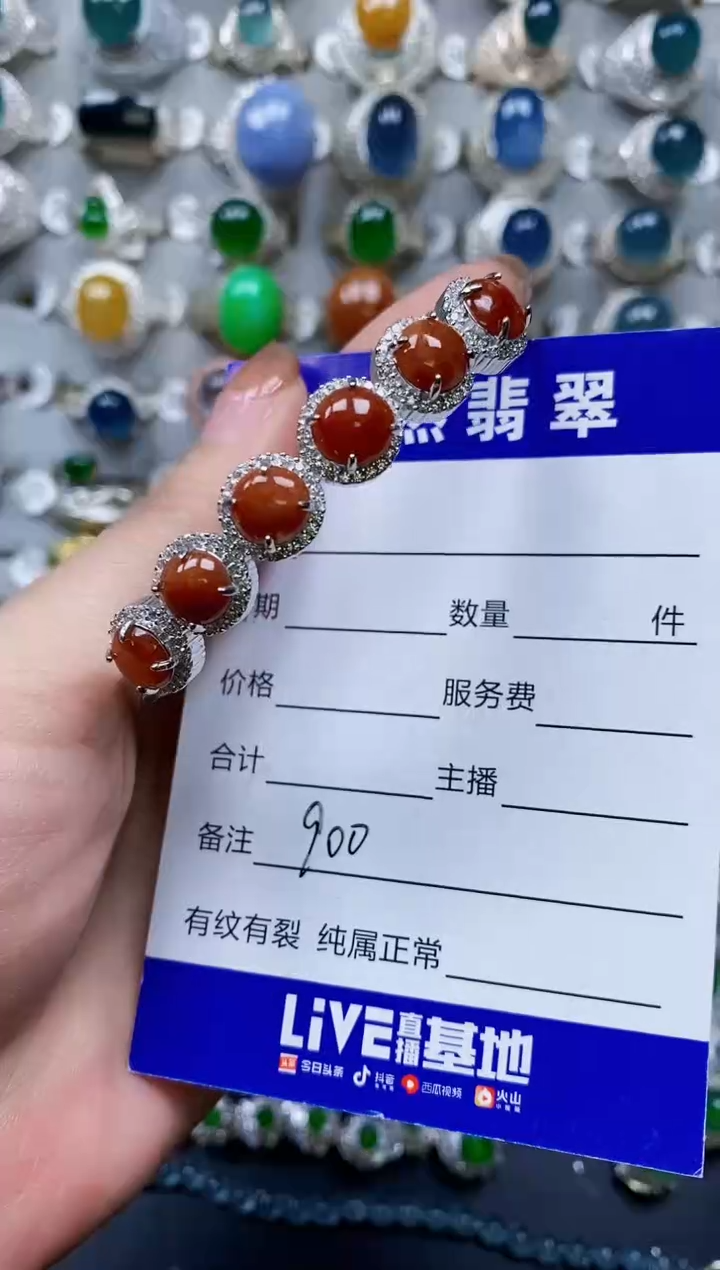 翡翠
期 数量 件
价格 服务费
合计 主播
备注 900
有纹有裂 纯属正常
LiVE直播基地
头条 今日头条 抖音 西瓜视频 火山